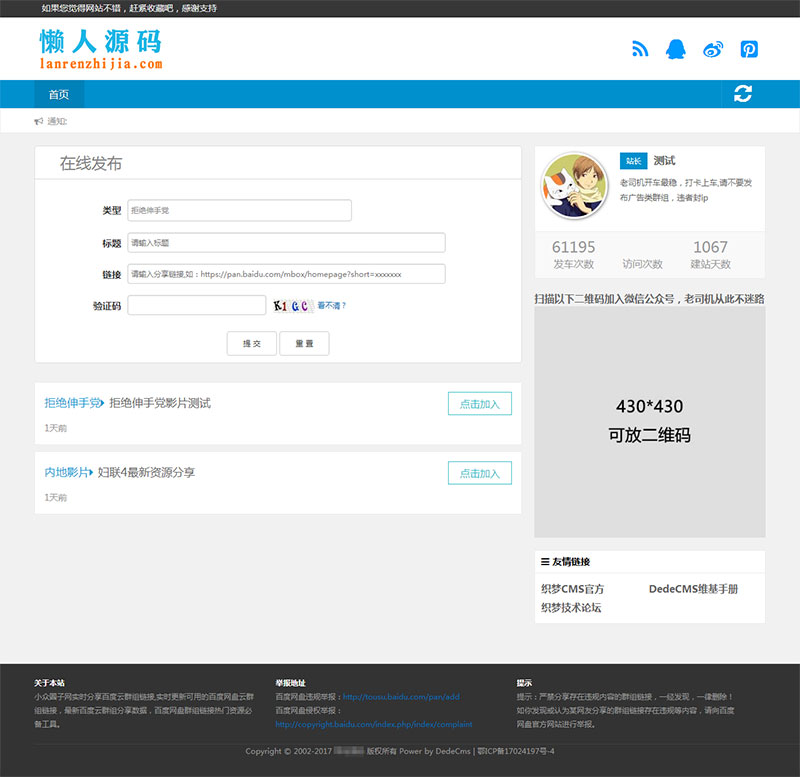 如果您觉得网站不错，赶紧收藏吧，感谢支持
懒人源码
lanrenzhijia.com
首页
通知:
在线发布
类型 拒绝伸手党
标题 请输入标题
链接 请输入分享链接,如：https://pan.baidu.com/mbox/homepage?short=xxxxxxx
验证码 K1GC 看不清？
提 交 重 置
拒绝伸手党 拒绝伸手党影片测试 点击加入
1天前
内地影片 妇联4最新资源分享 点击加入
1天前
站长 测试
老司机开车最稳，打卡上车,请不要发
布广告类群组，违者封ip
61195 1067
发车次数 访问次数 建站天数
扫描以下二维码加入微信公众号，老司机从此不迷路
430*430
可放二维码
友情链接
织梦CMS官方 DedeCMS维基手册
织梦技术论坛
关于本站
小众圈子网实时分享百度云群组链接,实时更新可用的百度网盘云群
组链接，最新百度云群组分享数据，百度网盘群组链接热门资源必
备工具。
举报地址
百度网盘违规举报：http://tousu.baidu.com/pan/add
百度网盘侵权举报：
http://copyright.baidu.com/index.php/index/complaint
提示
提示：严禁分享存在违规内容的群组链接，一经发现，一律删除！
如你发现或认为某网友分享的群组链接存在违规等内容，请向百度
网盘官方网站进行举报。
Copyright © 2002-2017 版权所有 Power by DedeCms | 鄂ICP备17024197号-4